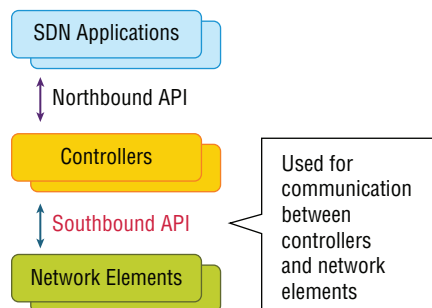 SDN Applications
Northbound API
Controllers
Southbound API
Network Elements
Used for
communication
between
controllers
and network
elements